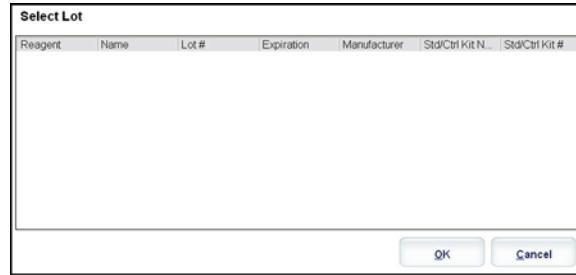 Select Lot
Reagent Name Lot # Expiration Manufacturer Std/Ctrl Kit N... Std/Ctrl Kit #
OK Cancel